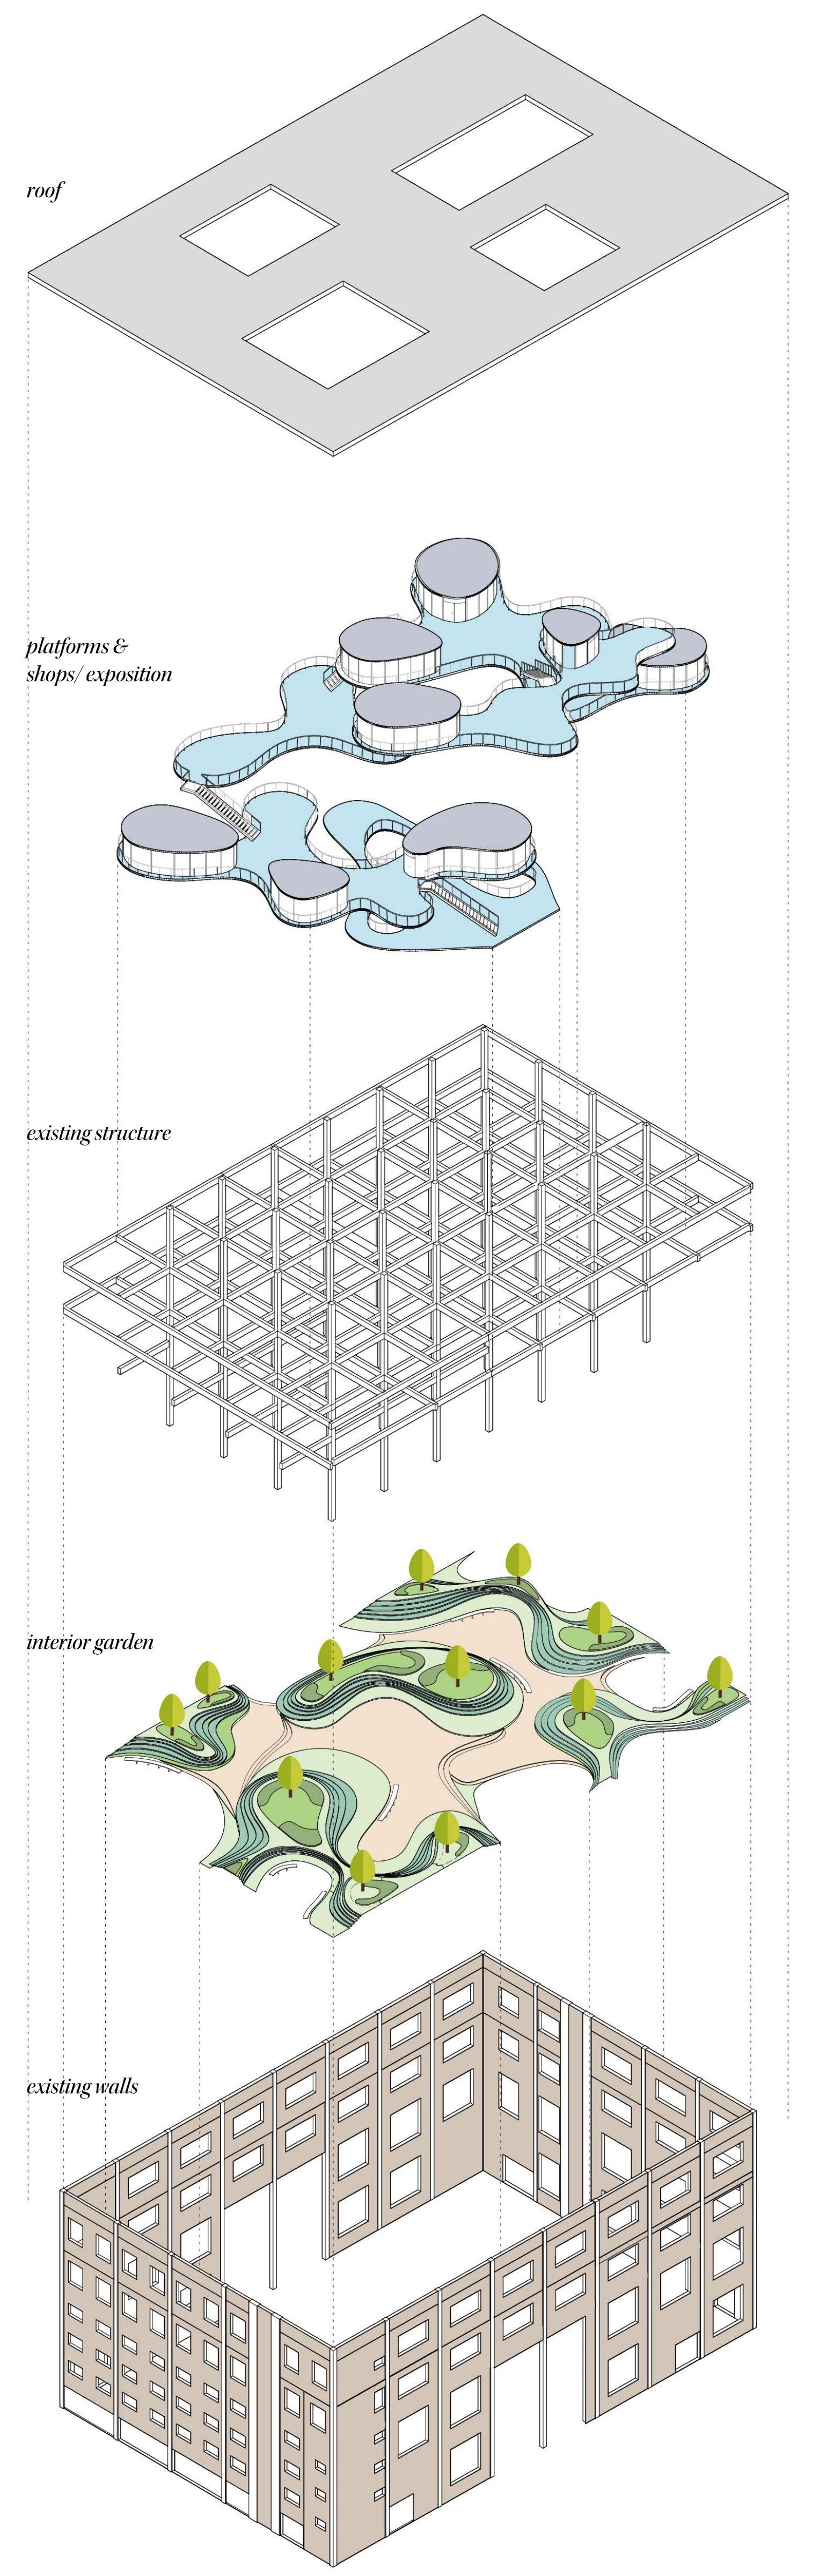 roof
platforms &
shops/ exposition
existing structure
interior garden
existing walls